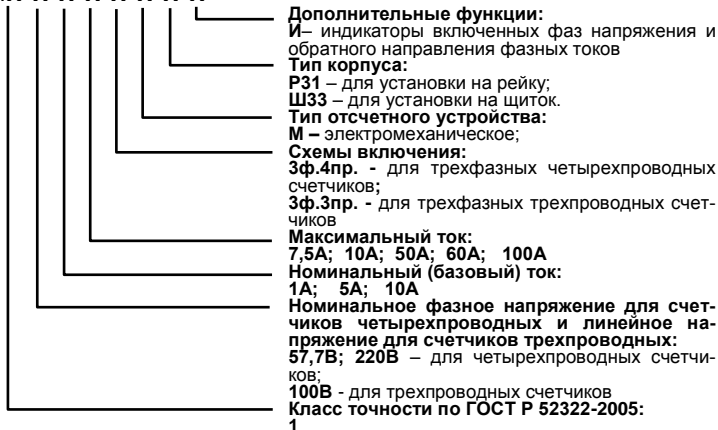 Дополнительные функции:
И– индикаторы включенных фаз напряжения и
обратного направления фазных токов
Тип корпуса:
Р31 – для установки на рейку;
Ш33 – для установки на щиток.
Тип отсчетного устройства:
М – электромеханическое;
Схемы включения:
3ф.4пр. - для трехфазных четырехпроводных
счетчиков;
3ф.3пр. - для трехфазных трехпроводных счет-
чиков
Максимальный ток:
7,5А; 10А; 50А; 60А; 100А
Номинальный (базовый) ток:
1А; 5А; 10А
Номинальное фазное напряжение для счет-
чиков четырехпроводных и линейное на-
пряжение для счетчиков трехпроводных:
57,7В; 220В – для четырехпроводных счетчи-
ков;
100В - для трехпроводных счетчиков
Класс точности по ГОСТ Р 52322-2005:
1